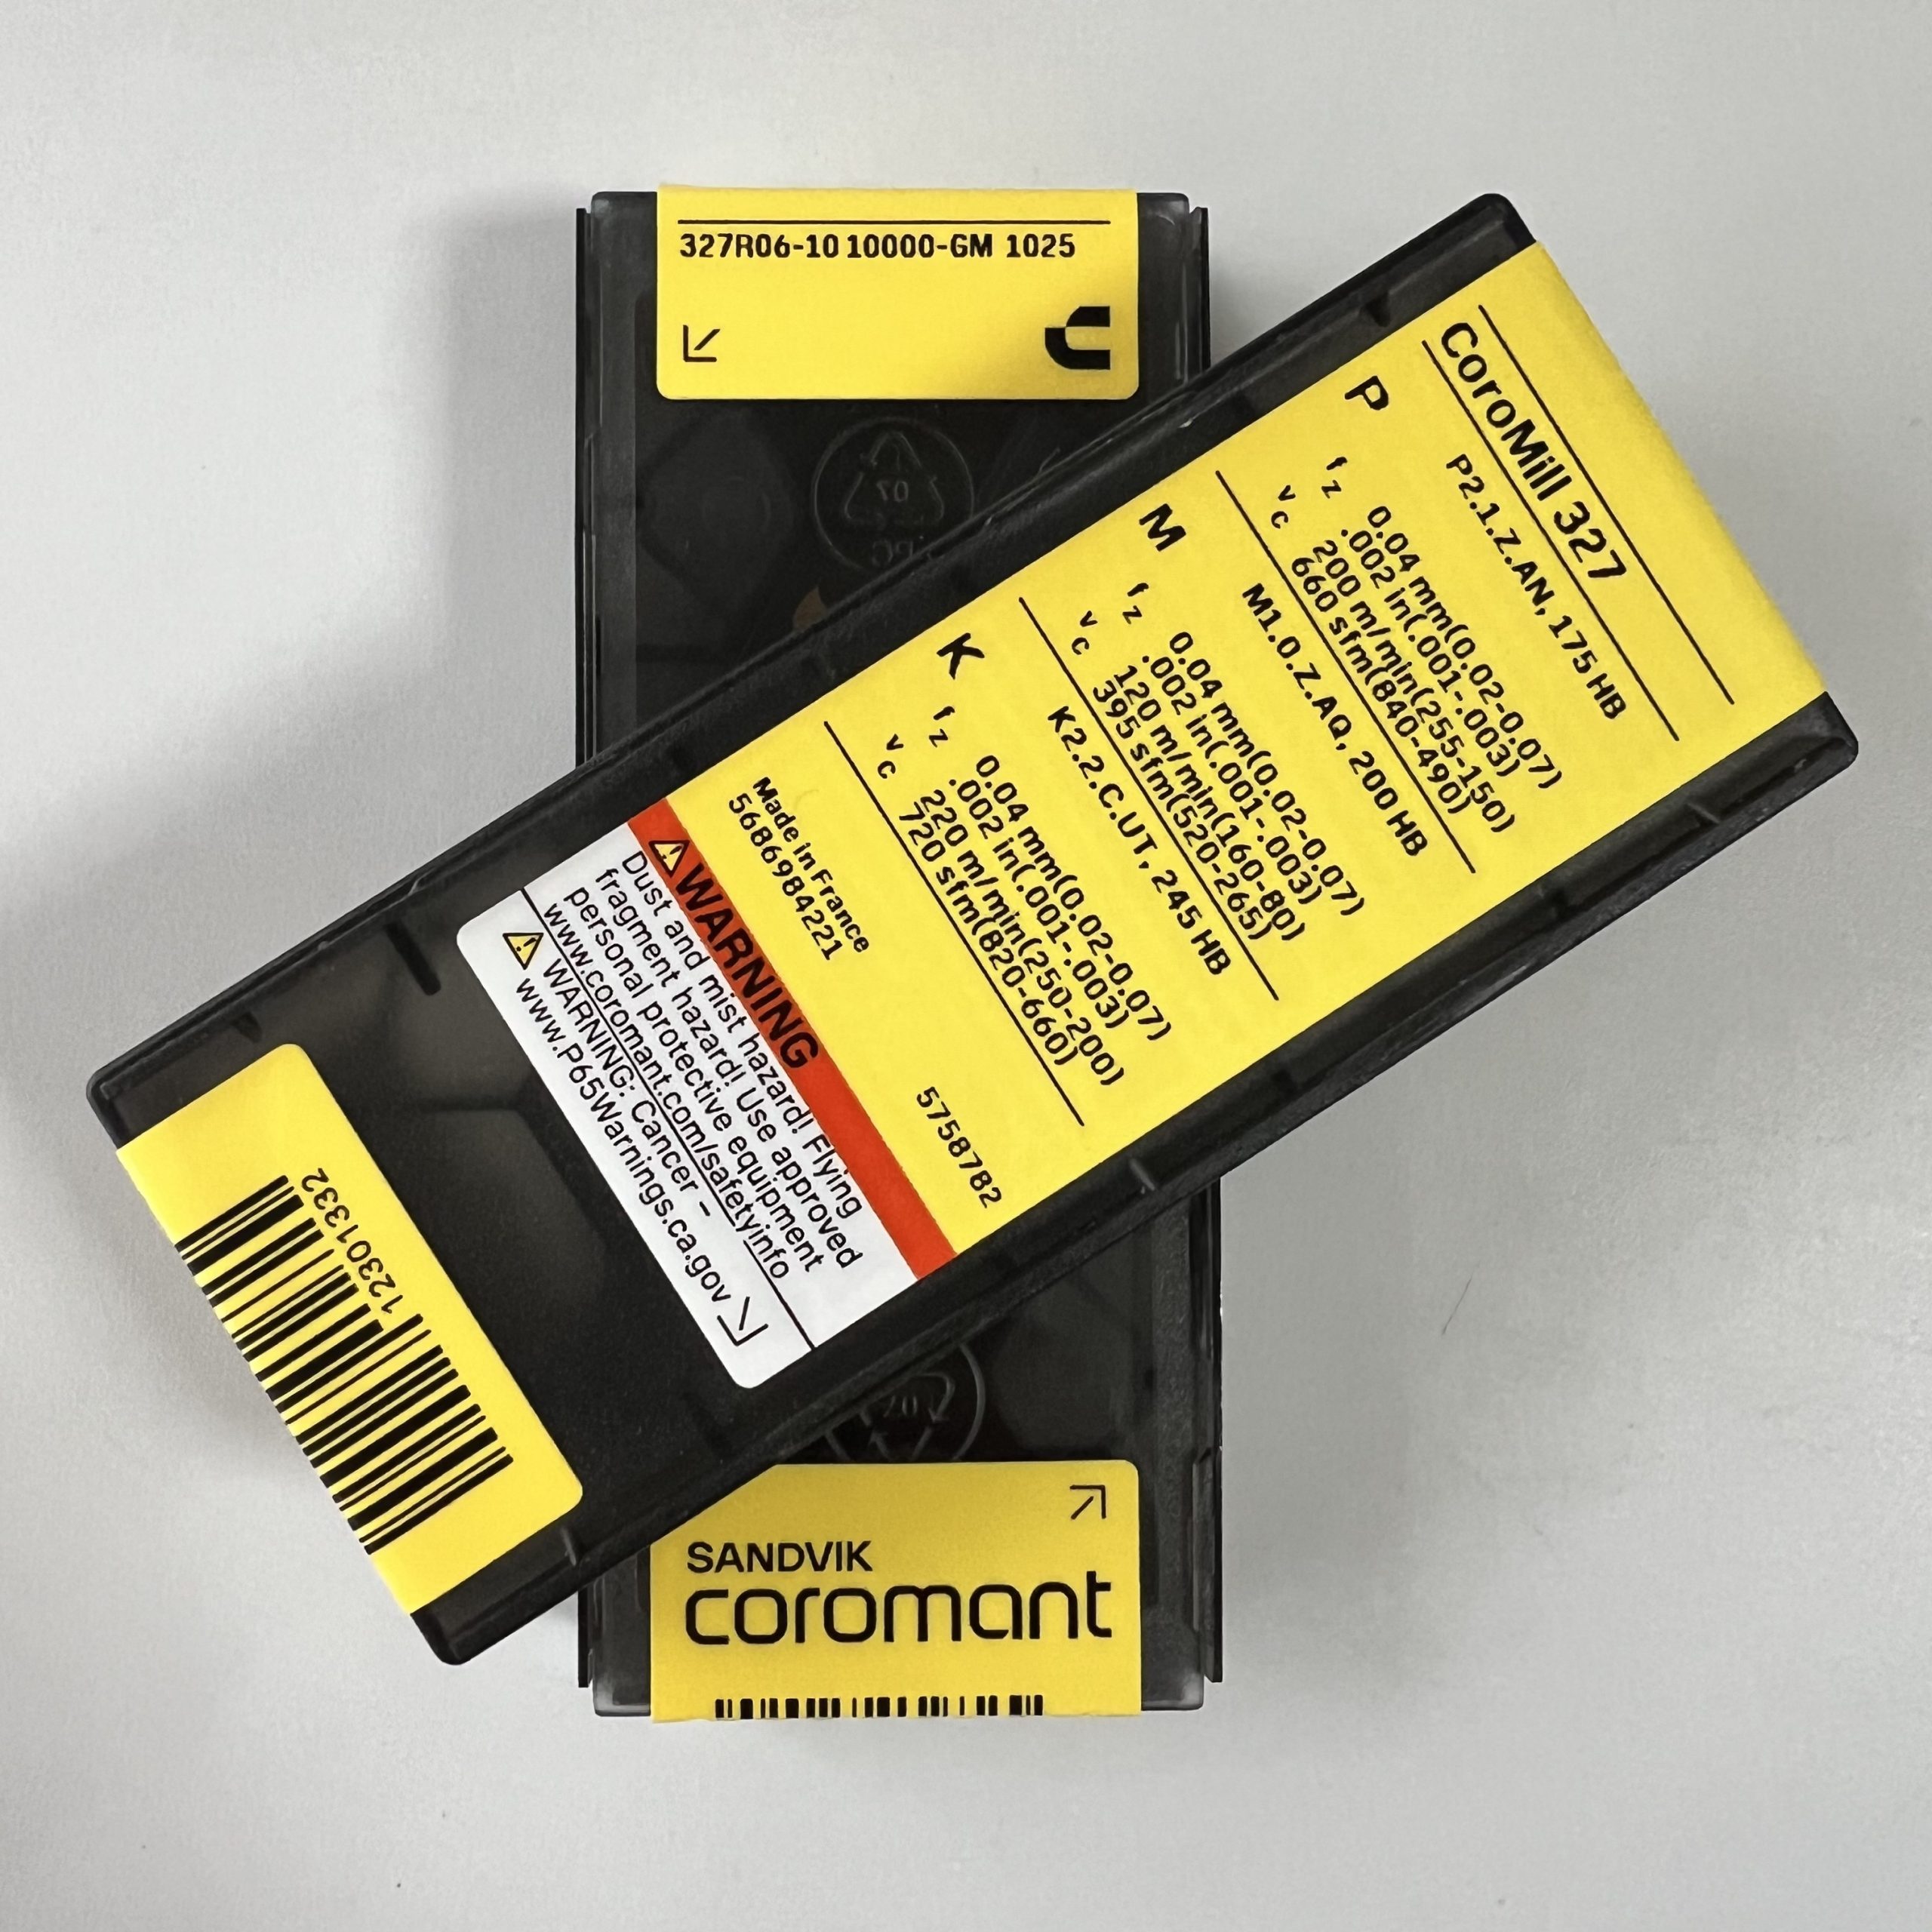 327R06-10 10000-GM 1025
CoroMill 327
P
P2.1.Z.AN, 175 HB
fz 0.04 mm(0.02-0.07)
.002 in(.001-.003)
vc 200 m/min(255-150)
660 sfm(840-490)
M
M1.0.Z.AQ, 200 HB
fz 0.04 mm(0.02-0.07)
.002 in(.001-.003)
vc 120 m/min(160-80)
395 sfm(520-265)
K
K2.2.C.UT, 245 HB
fz 0.04 mm(0.02-0.07)
.002 in(.001-.003)
vc 220 m/min(250-200)
720 sfm(820-660)
Made in France
5686984221
5758782
WARNING
Dust and mist hazard! Flying
fragment hazard! Use approved
personal protective equipment
www.coromant.com/safetyinfo
WARNING: Cancer –
www.P65Warnings.ca.gov
12301332
SANDVIK
coromant